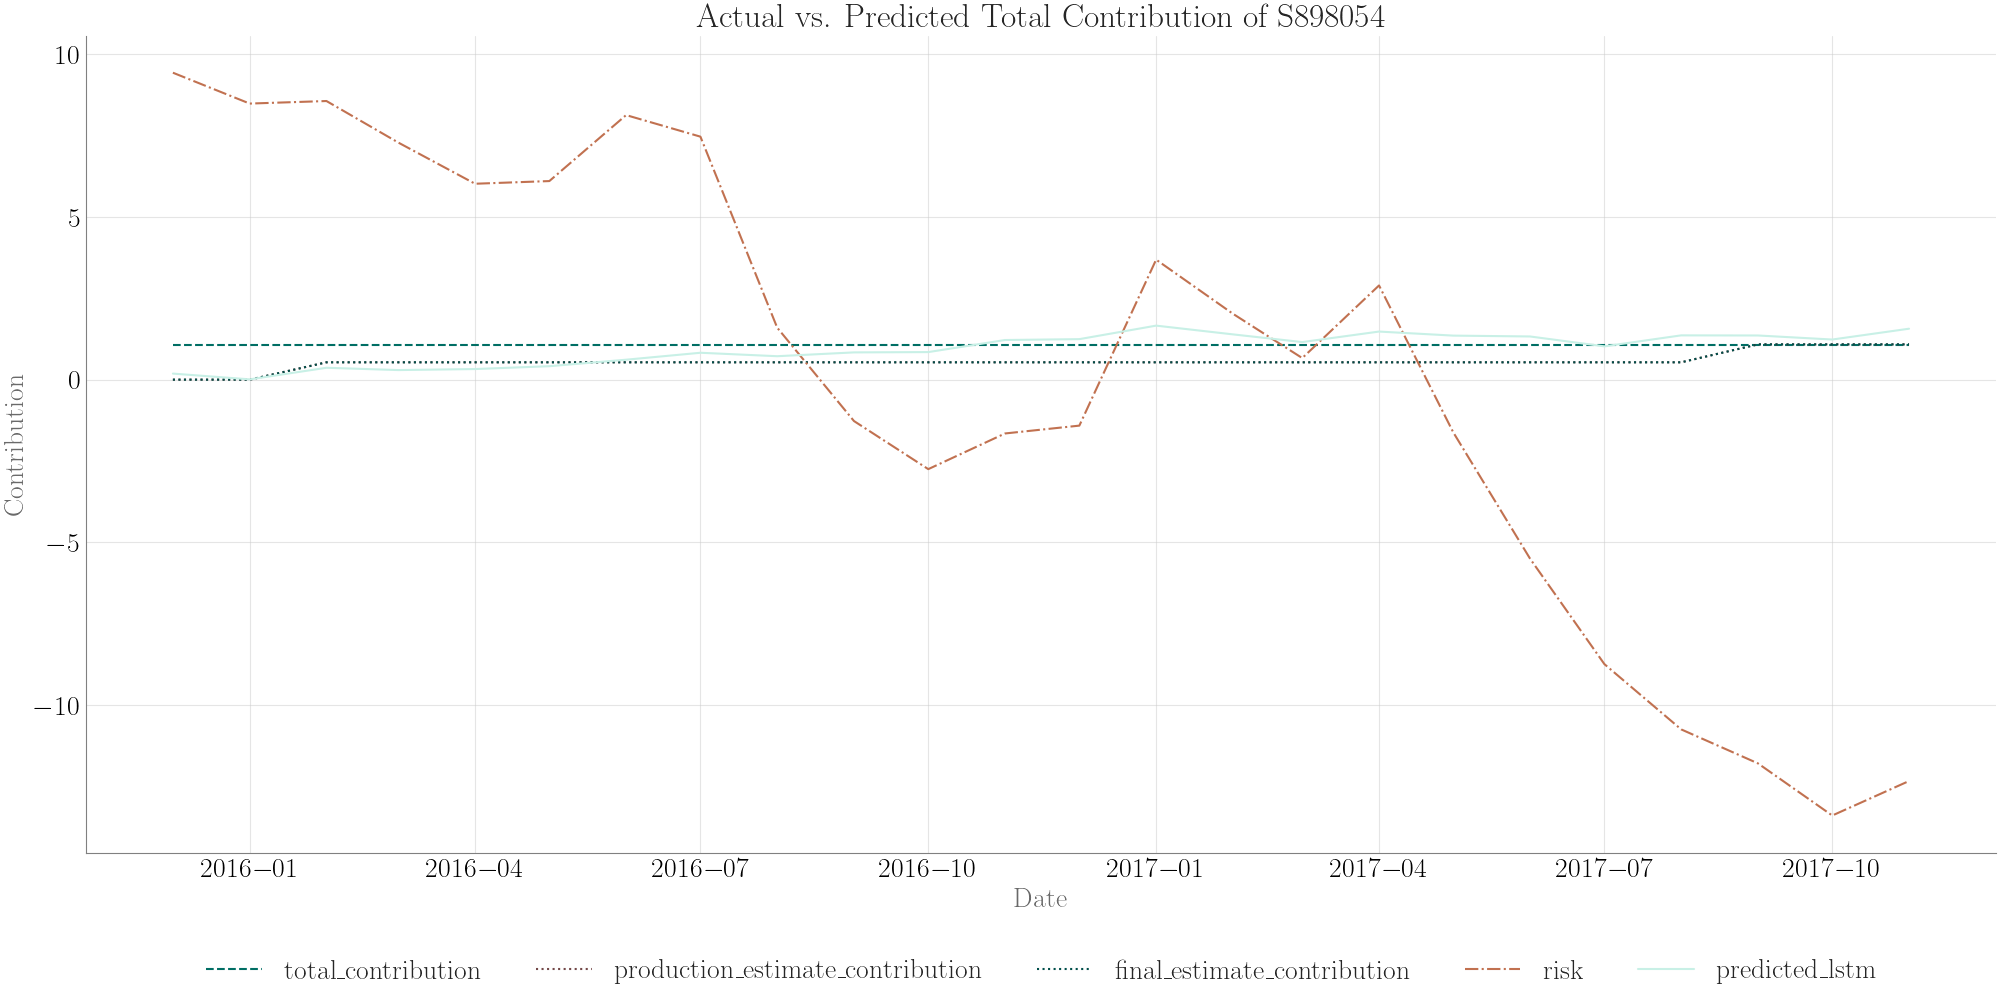 Actual vs. Predicted Total Contribution of S898054
10
5
0
−5
−10
Contribution
2016−01 2016−04 2016−07 2016−10 2017−01 2017−04 2017−07 2017−10
Date
total_contribution production_estimate_contribution final_estimate_contribution risk predicted_lstm